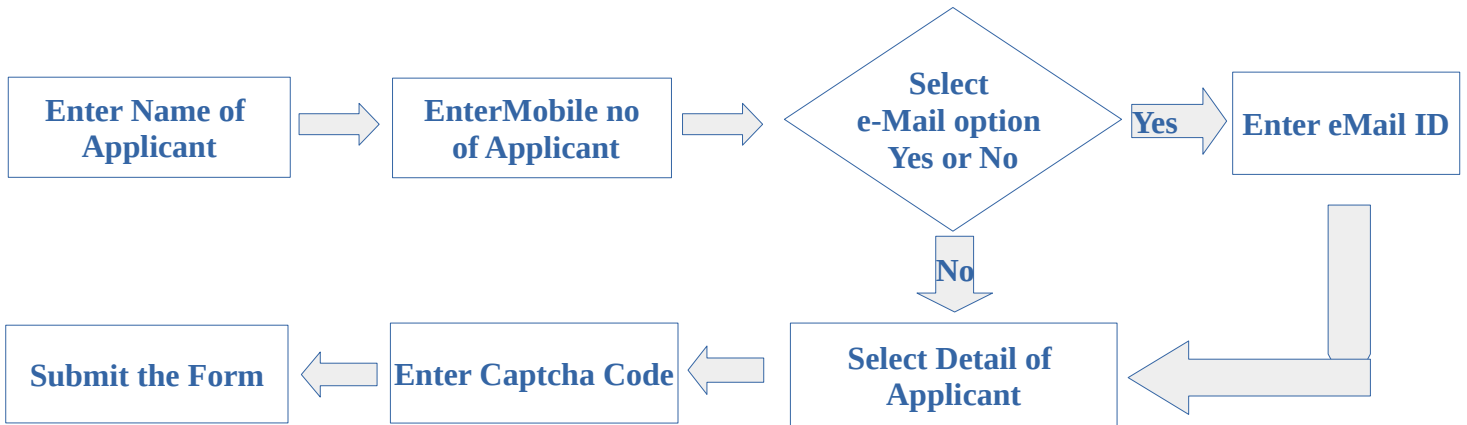 Enter Name of
Applicant
EnterMobile no
of Applicant
Select
e-Mail option
Yes or No
Yes
Enter eMail ID
No
Select Detail of
Applicant
Enter Captcha Code
Submit the Form